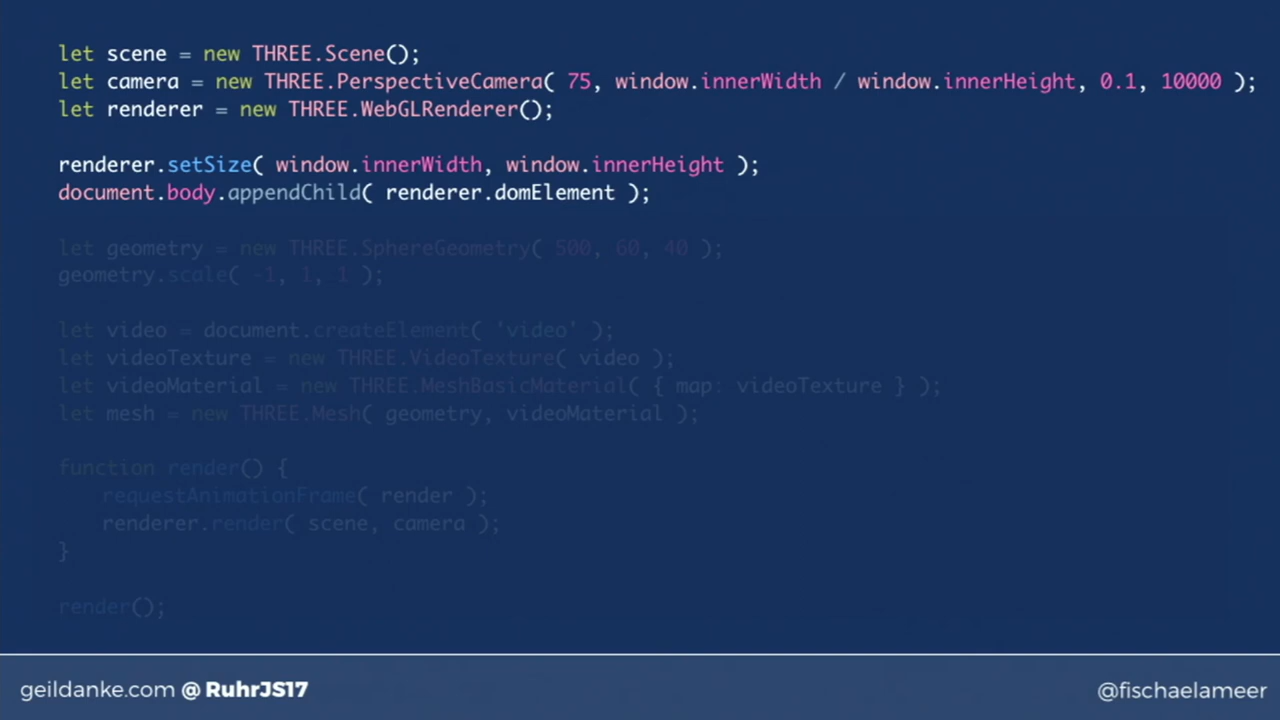 let scene = new THREE.Scene();
let camera = new THREE.PerspectiveCamera( 75, window.innerWidth / window.innerHeight, 0.1, 10000 );
let renderer = new THREE.WebGLRenderer();
renderer.setSize( window.innerWidth, window.innerHeight );
document.body.appendChild( renderer.domElement );
let geometry = new THREE.SphereGeometry( 500, 60, 40 );
geometry.scale( -1, 1, 1 );
let video = document.createElement( ‘video’ );
let videoTexture = new THREE.VideoTexture( video );
let videoMaterial = new THREE.MeshBasicMaterial( { map: videoTexture } );
let mesh = new THREE.Mesh( geometry, videoMaterial );
function render() {
requestAnimationFrame( render );
renderer.render( scene, camera );
}
render();
geildanke.com @ RuhrJS17
@fischaelameer